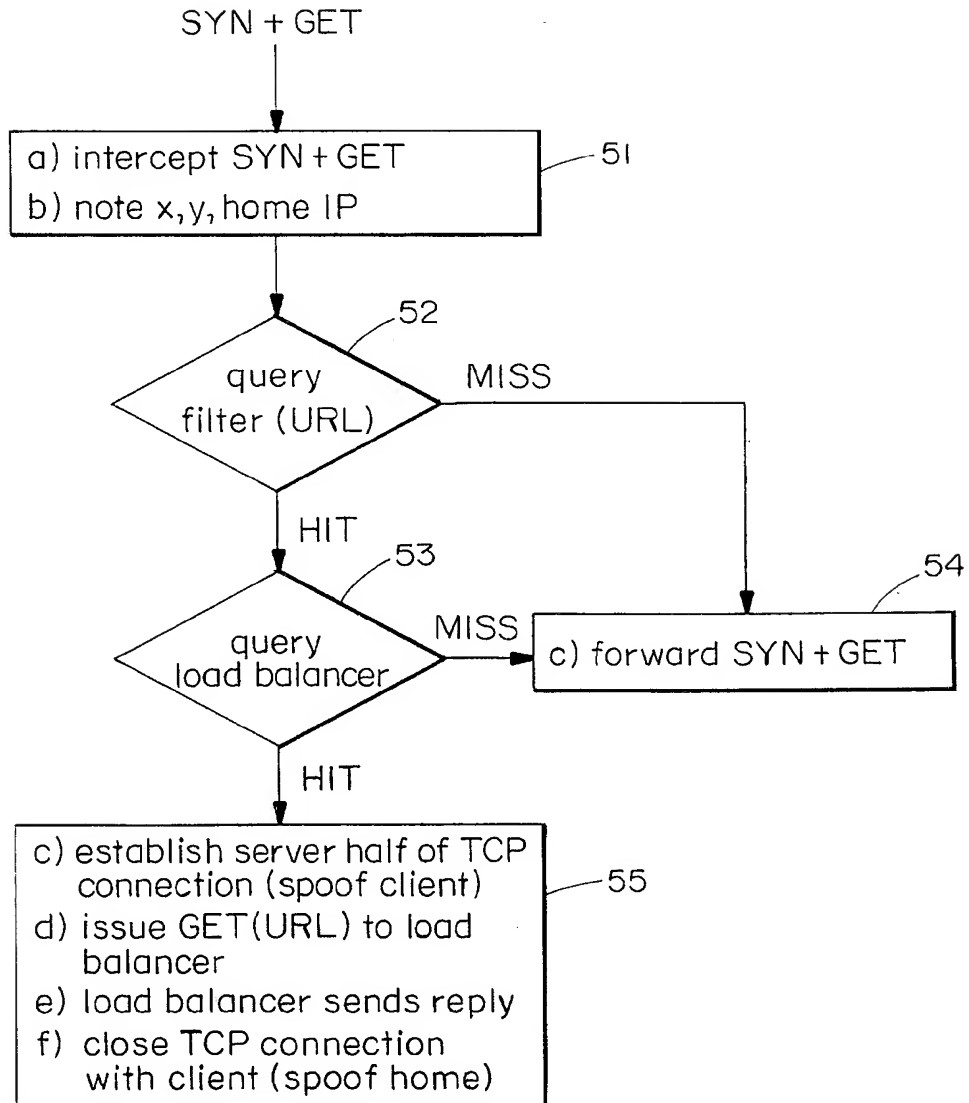 SYN + GET
a) intercept SYN + GET
b) note x, y, home IP
51
52
query
filter (URL)
MISS
HIT
53
query
load balancer
MISS
54
c) forward SYN + GET
HIT
c) establish server half of TCP
connection (spoof client)
d) issue GET(URL) to load
balancer
e) load balancer sends reply
f) close TCP connection
with client (spoof home)
55